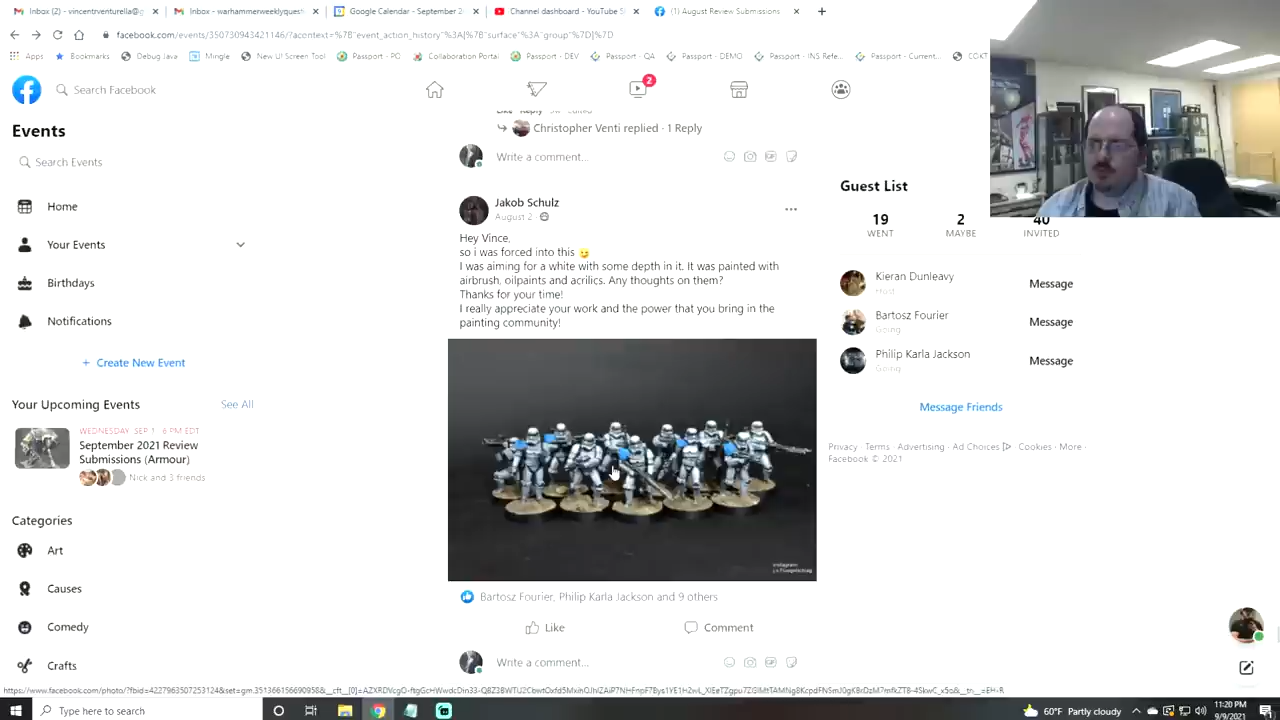 Inbox (2) - vincentrventurella@g
Inbox - warhammerweeklyques
Google Calendar - September 2
Channel dashboard - YouTube S
(1) August Review Submissions
Apps
Bookmarks
Debug Java
Mingle
New UI Screen Tool
Passport - PO
Collaboration Portal
Passport - DEV
Passport - QA
Passport - DEMO
Passport - INS Refe...
Passport - Current...
Search Facebook
2
Events
Search Events
Home
Your Events
Birthdays
Notifications
+ Create New Event
Your Upcoming Events
See All
WEDNESDAY, SEP 1 · 6 PM EDT
September 2021 Review
Submissions (Armour)
Nick and 3 friends
Categories
Art
Causes
Comedy
Crafts
Christopher Venti replied · 1 Reply
Write a comment...
Jakob Schulz
August 2 ·
Hey Vince,
so i was forced into this
I was aiming for a white with some depth in it. It was painted with
airbrush, oilpaints and acrilics. Any thoughts on them?
Thanks for your time!
I really appreciate your work and the power that you bring in the
painting community!
Bartosz Fourier, Philip Karla Jackson and 9 others
Like
Comment
Write a comment...
Guest List
19
WENT
2
MAYBE
40
INVITED
Kieran Dunleavy
Host
Message
Bartosz Fourier
Going
Message
Philip Karla Jackson
Going
Message
Message Friends
Privacy · Terms · Advertising · Ad Choices · Cookies · More ·
Facebook © 2021
Type here to search
60°F Partly cloudy
11:20 PM
9/9/2021